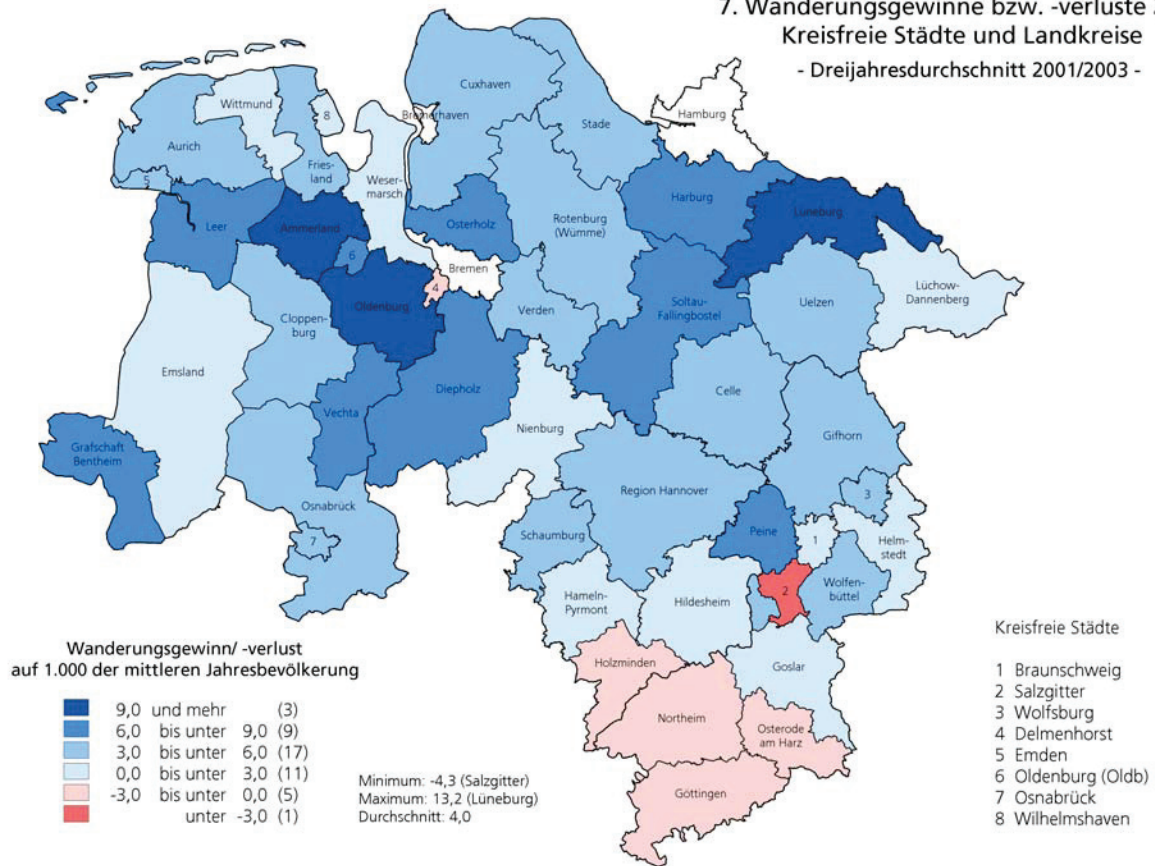 7. Wanderungsgewinne bzw. -verluste
Kreisfreie Städte und Landkreise
- Dreijahresdurchschnitt 2001/2003 -
Cuxhaven
Wittmund
8
Bremerhaven
Hamburg
Stade
Aurich
Fries-
land
Weser-
marsch
5
Leer
Ammerland
Osterholz
Rotenburg
(Wümme)
Harburg
Lüneburg
6
Bremen
4
Oldenburg
Cloppen-
burg
Verden
Soltau-
Fallingbostel
Uelzen
Lüchow-
Dannenberg
Emsland
Diepholz
Celle
Vechta
Nienburg
Gifhorn
Grafschaft
Bentheim
Region Hannover
3
Osnabrück
Schaumburg
Peine
7
1
Helm-
stedt
2
Wolfen-
büttel
Hameln-
Pyrmont
Hildesheim
Holzminden
Goslar
Northeim
Osterode
am Harz
Göttingen
Wanderungsgewinn/ -verlust
auf 1.000 der mittleren Jahresbevölkerung
9,0 und mehr (3)
6,0 bis unter 9,0 (9)
3,0 bis unter 6,0 (17)
0,0 bis unter 3,0 (11)
-3,0 bis unter 0,0 (5)
unter -3,0 (1)
Minimum: -4,3 (Salzgitter)
Maximum: 13,2 (Lüneburg)
Durchschnitt: 4,0
Kreisfreie Städte
1 Braunschweig
2 Salzgitter
3 Wolfsburg
4 Delmenhorst
5 Emden
6 Oldenburg (Oldb)
7 Osnabrück
8 Wilhelmshaven